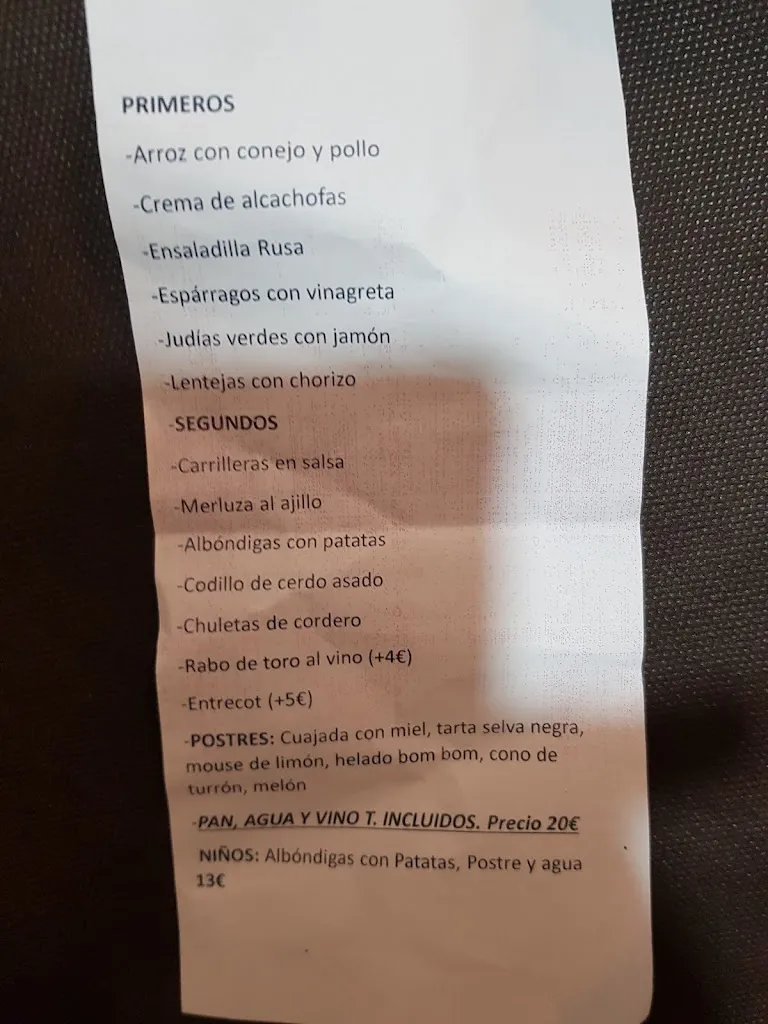 PRIMEROS
-Arroz con conejo y pollo
-Crema de alcachofas
-Ensaladilla Rusa
-Espárragos con vinagreta
-Judías verdes con jamón
-Lentejas con chorizo
-SEGUNDOS
-Carrilleras en salsa
-Merluza al ajillo
-Albóndigas con patatas
-Codillo de cerdo asado
-Chuletas de cordero
-Rabo de toro al vino (+4€)
-Entrecot (+5€)
-POSTRES: Cuajada con miel, tarta selva negra,
mouse de limón, helado bom bom, cono de
turrón, melón
-PAN, AGUA Y VINO T. INCLUIDOS. Precio 20€
NIÑOS: Albóndigas con Patatas, Postre y agua
13€